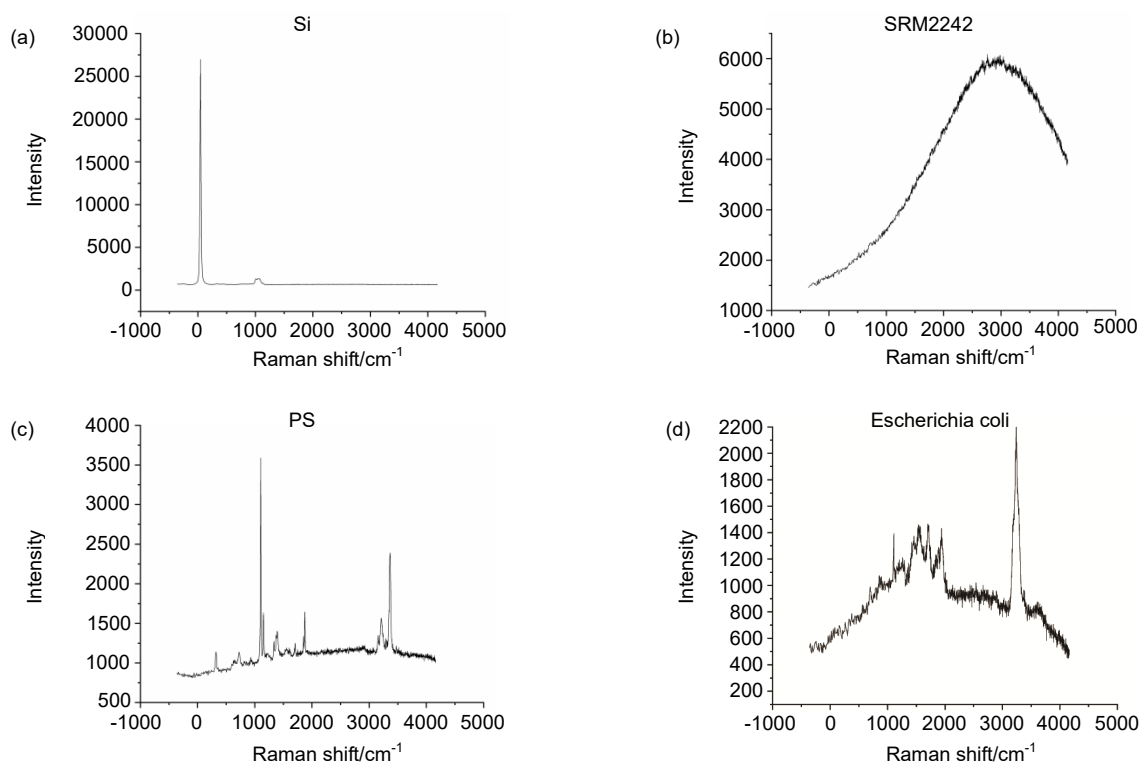 (a)
Si
30000
25000
20000
15000
10000
5000
0
Intensity
-1000 0 1000 2000 3000 4000 5000
Raman shift/cm⁻¹
(b)
SRM2242
6000
5000
4000
3000
2000
1000
Intensity
-1000 0 1000 2000 3000 4000 5000
Raman shift/cm⁻¹
(c)
PS
4000
3500
3000
2500
2000
1500
1000
500
Intensity
-1000 0 1000 2000 3000 4000 5000
Raman shift/cm⁻¹
(d)
Escherichia coli
2200
2000
1800
1600
1400
1200
1000
800
600
400
200
Intensity
-1000 0 1000 2000 3000 4000 5000
Raman shift/cm⁻¹